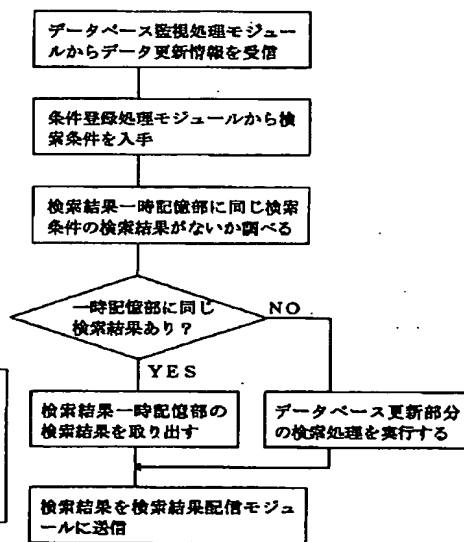 データベース監視処理モジュー
ルからデータ更新情報を受信
条件登録処理モジュールから検
索条件を入手
検索結果一時記憶部に同じ検索
条件の検索結果がないか調べる
一時記憶部に同じ
検索結果あり？
NO
YES
検索結果一時記憶部の
検索結果を取り出す
データベース更新部分
の検索処理を実行する
検索結果を検索結果配信モジュ
ールに送信